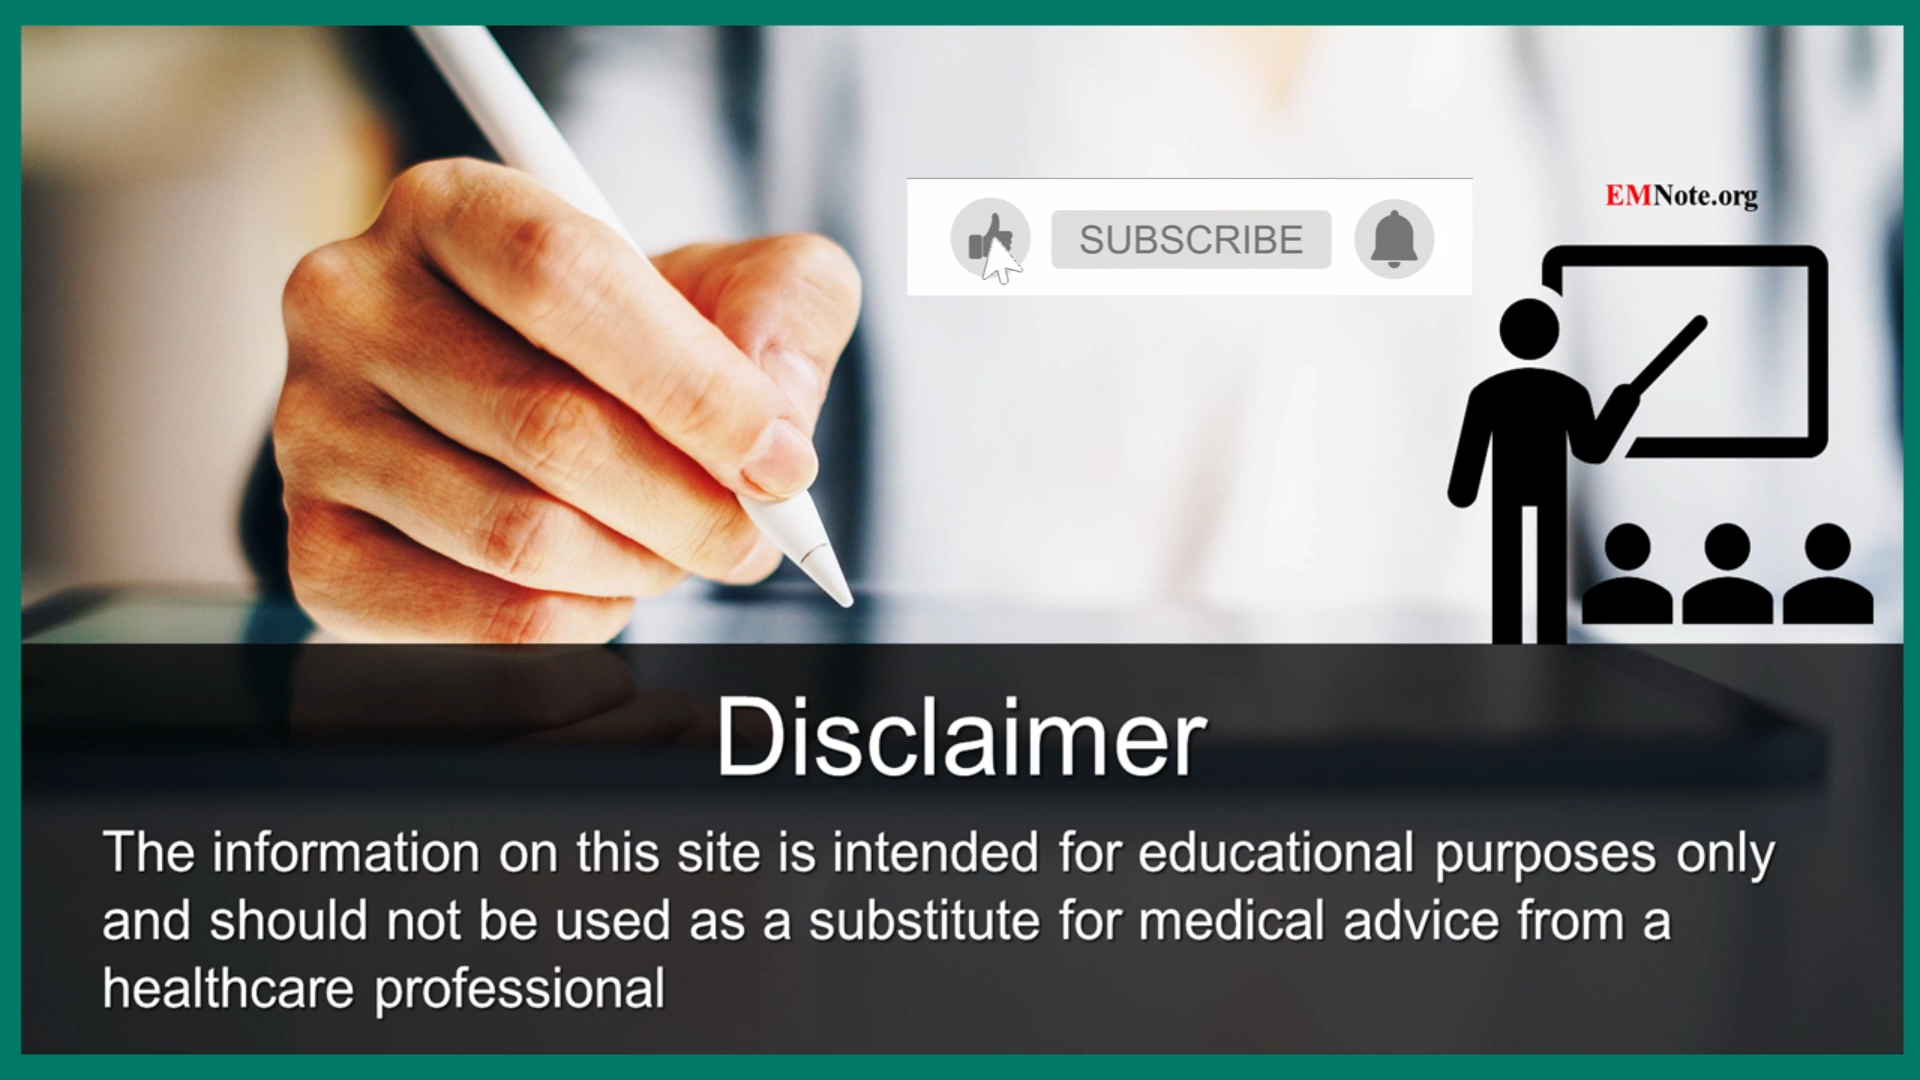 EMNote.org
SUBSCRIBE
Disclaimer
The information on this site is intended for educational purposes only
and should not be used as a substitute for medical advice from a
healthcare professional